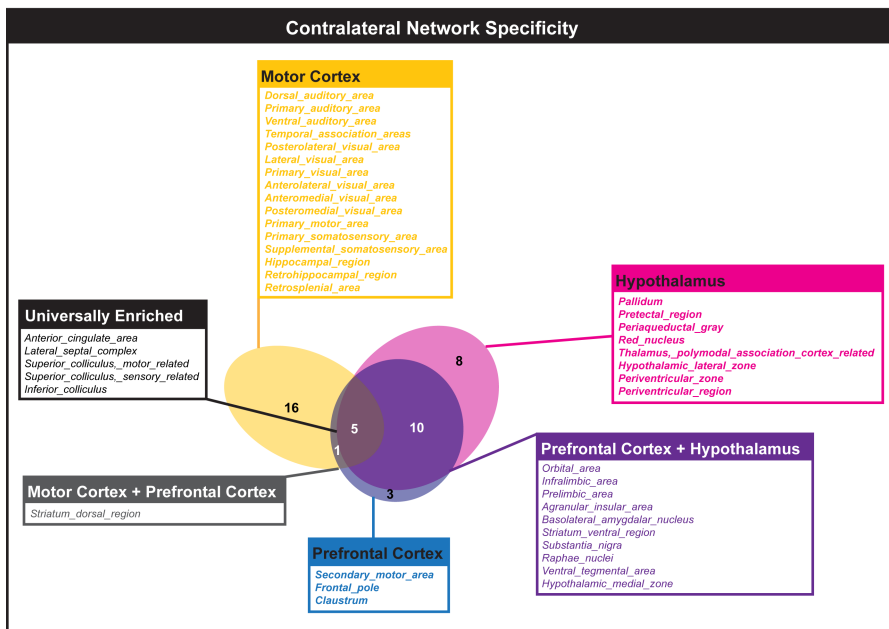 Contralateral Network Specificity
Motor Cortex
Dorsal_auditory_area
Primary_auditory_area
Ventral_auditory_area
Temporal_association_areas
Posterolateral_visual_area
Lateral_visual_area
Primary_visual_area
Anterolateral_visual_area
Anteromedial_visual_area
Posteromedial_visual_area
Primary_motor_area
Primary_somatosensory_area
Supplemental_somatosensory_area
Hippocampal_region
Retrohippocampal_region
Retrosplenial_area
Universally Enriched
Anterior_cingulate_area
Lateral_septal_complex
Superior_colliculus,_motor_related
Superior_colliculus,_sensory_related
Inferior_colliculus
Hypothalamus
Pallidum
Pretectal_region
Periaqueductal_gray
Red_nucleus
Thalamus,_polymodal_association_cortex_related
Hypothalamic_lateral_zone
Periventricular_zone
Periventricular_region
8
16
5
10
1
3
Motor Cortex + Prefrontal Cortex
Striatum_dorsal_region
Prefrontal Cortex + Hypothalamus
Orbital_area
Infralimbic_area
Prelimbic_area
Agranular_insular_area
Basolateral_amygdalar_nucleus
Striatum_ventral_region
Substantia_nigra
Raphae_nuclei
Ventral_tegmental_area
Hypothalamic_medial_zone
Prefrontal Cortex
Secondary_motor_area
Frontal_pole
Claustrum